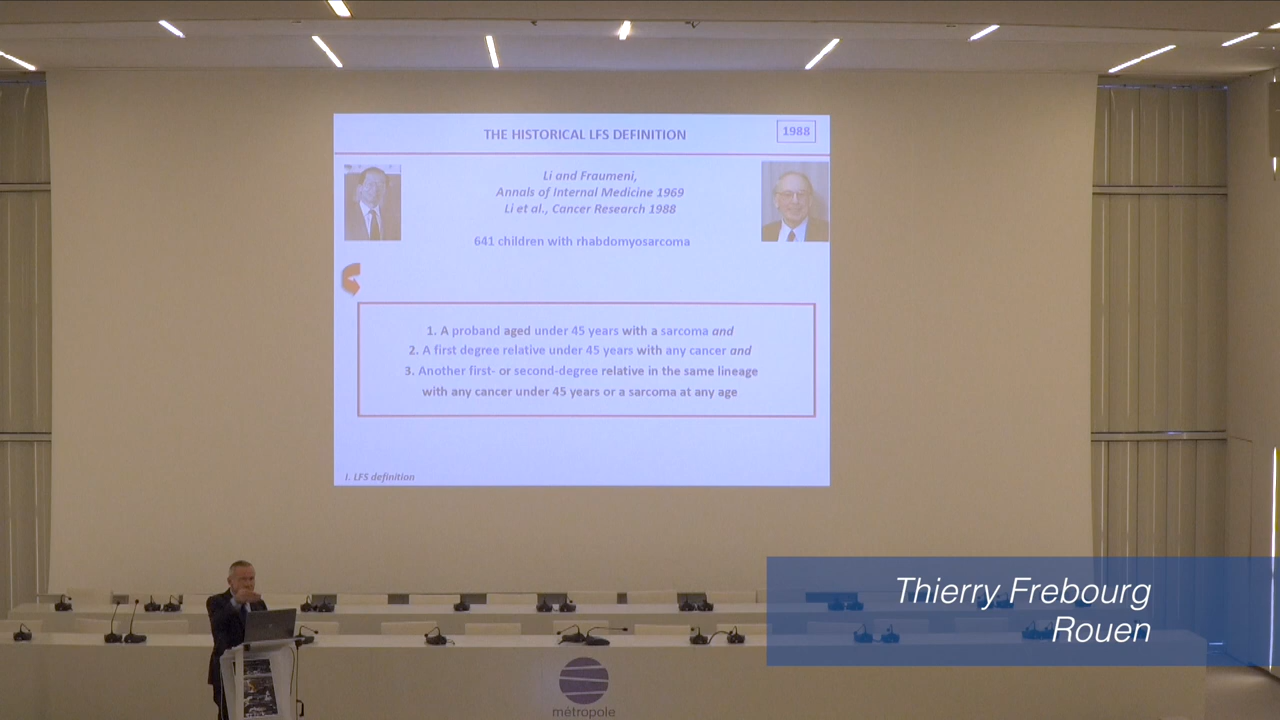 THE HISTORICAL LFS DEFINITION
1988
Li and Fraumeni,
Annals of Internal Medicine 1969
Li et al., Cancer Research 1988
641 children with rhabdomyosarcoma
1. A proband aged under 45 years with a sarcoma and
2. A first degree relative under 45 years with any cancer and
3. Another first- or second-degree relative in the same lineage
with any cancer under 45 years or a sarcoma at any age
I. LFS definition
Thierry Frebourg
Rouen
métropole